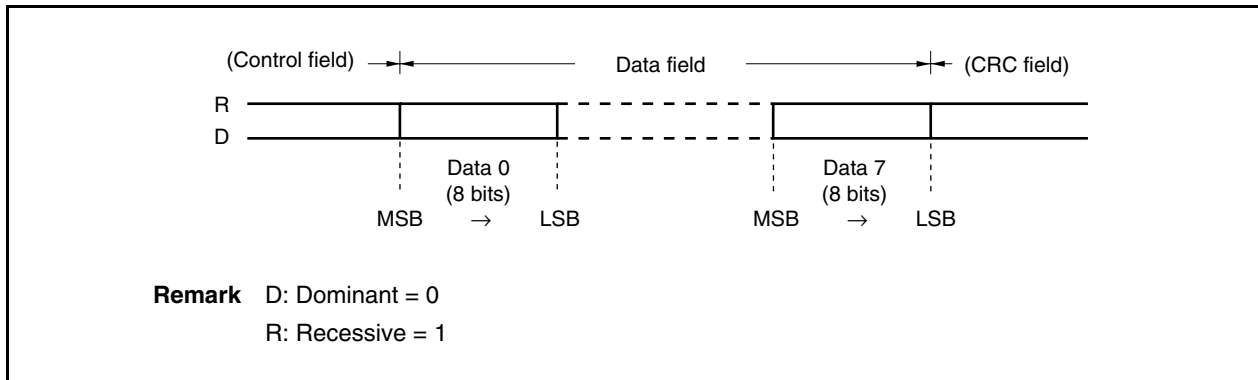 (Control field) Data field (CRC field)
R
D
Data 0 Data 7
(8 bits) (8 bits)
MSB → LSB MSB → LSB
Remark D: Dominant = 0
R: Recessive = 1